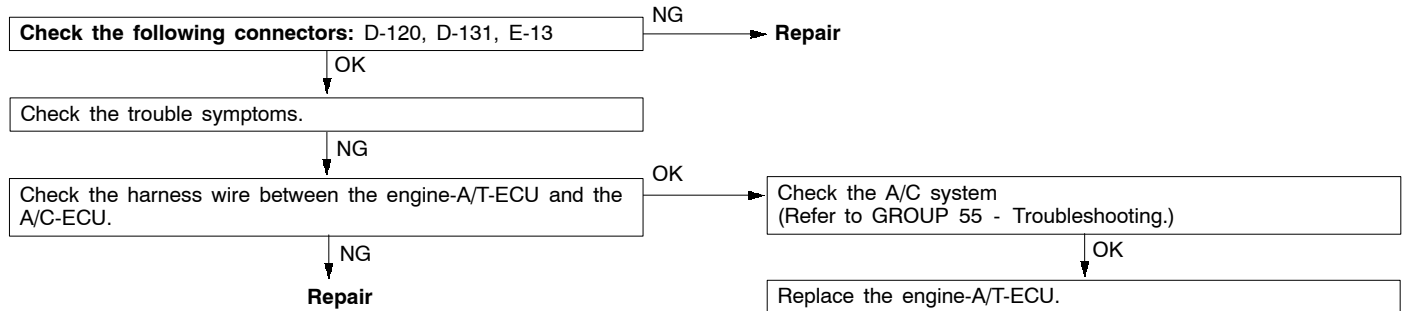 Check the following connectors: D-120, D-131, E-13
NG
Repair
OK
Check the trouble symptoms.
NG
Check the harness wire between the engine-A/T-ECU and the
A/C-ECU.
OK
Check the A/C system
(Refer to GROUP 55 - Troubleshooting.)
NG
OK
Repair
Replace the engine-A/T-ECU.